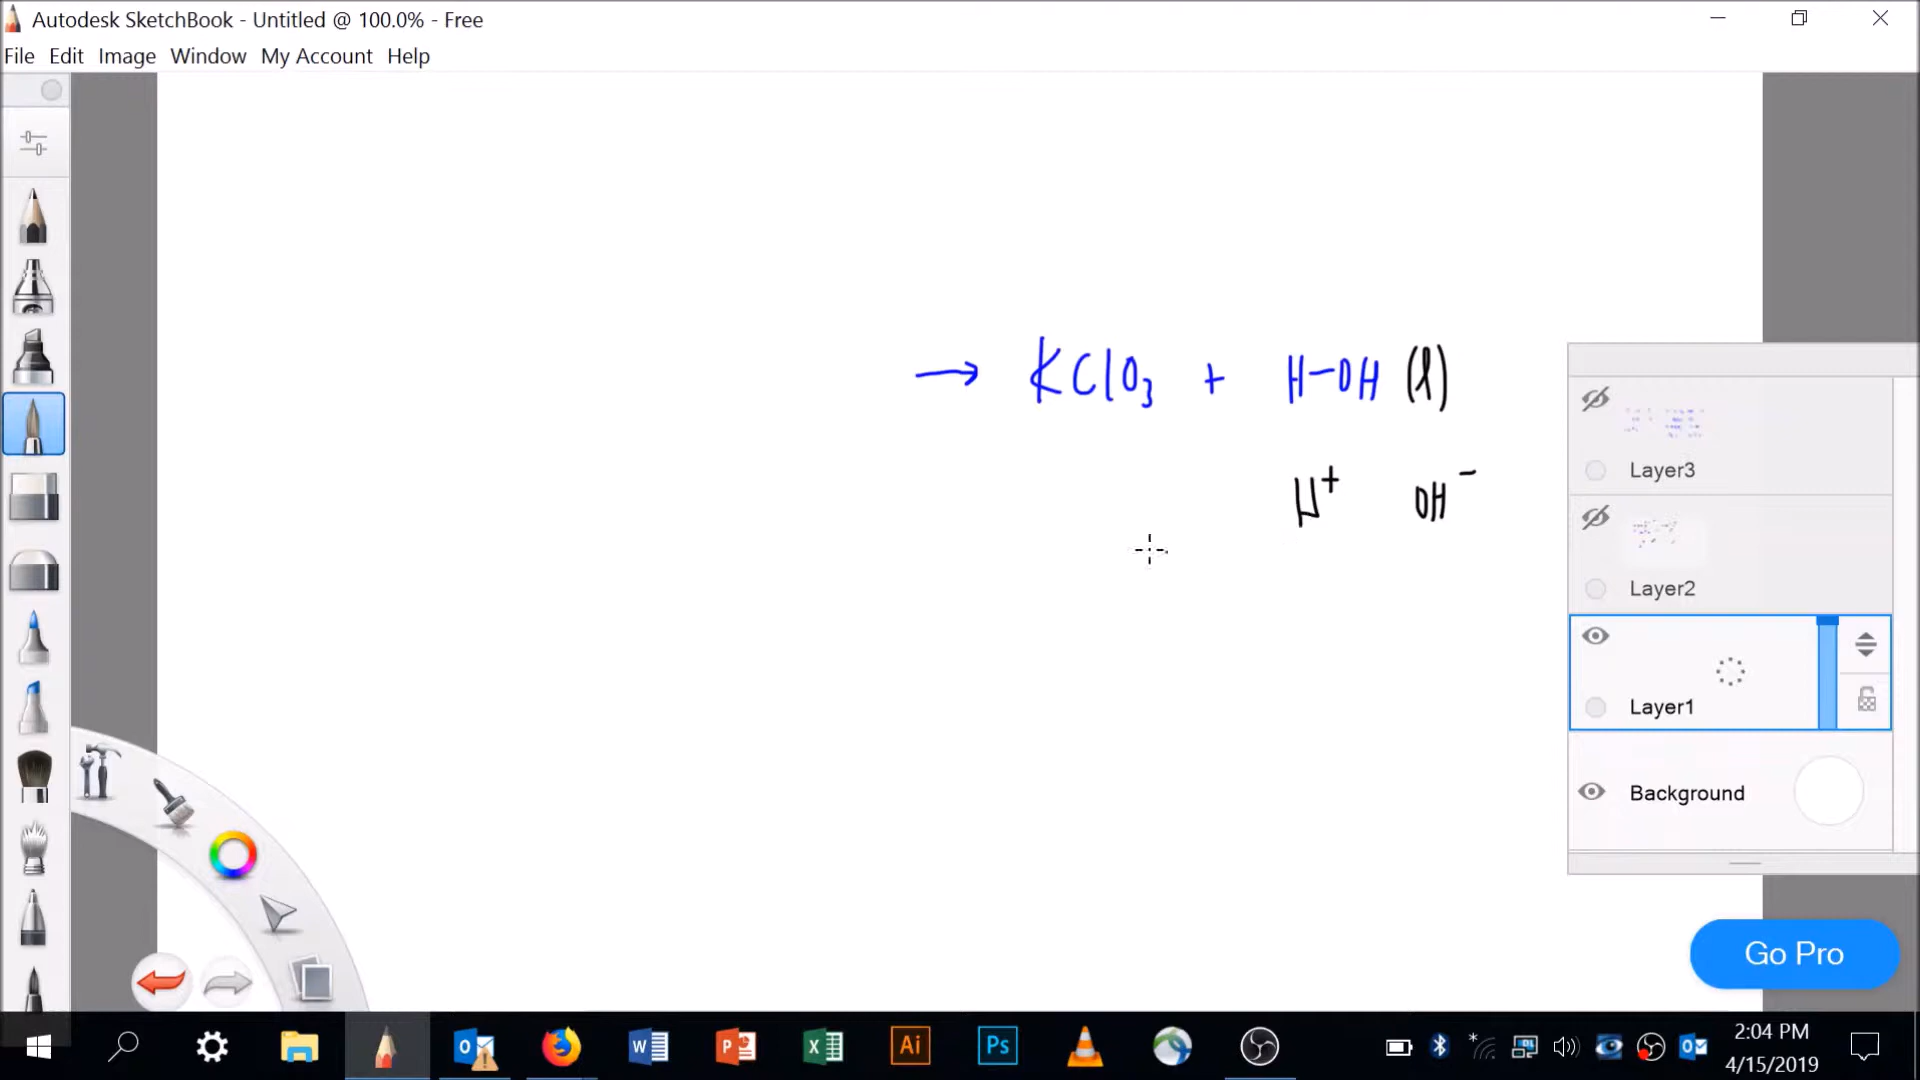 Autodesk SketchBook - Untitled @ 100.0% - Free
File Edit Image Window My Account Help
→ KClO₃ + H-OH (l)
H⁺ OH⁻
Layer3
Layer2
Layer1
Background
Go Pro
2:04 PM
4/15/2019